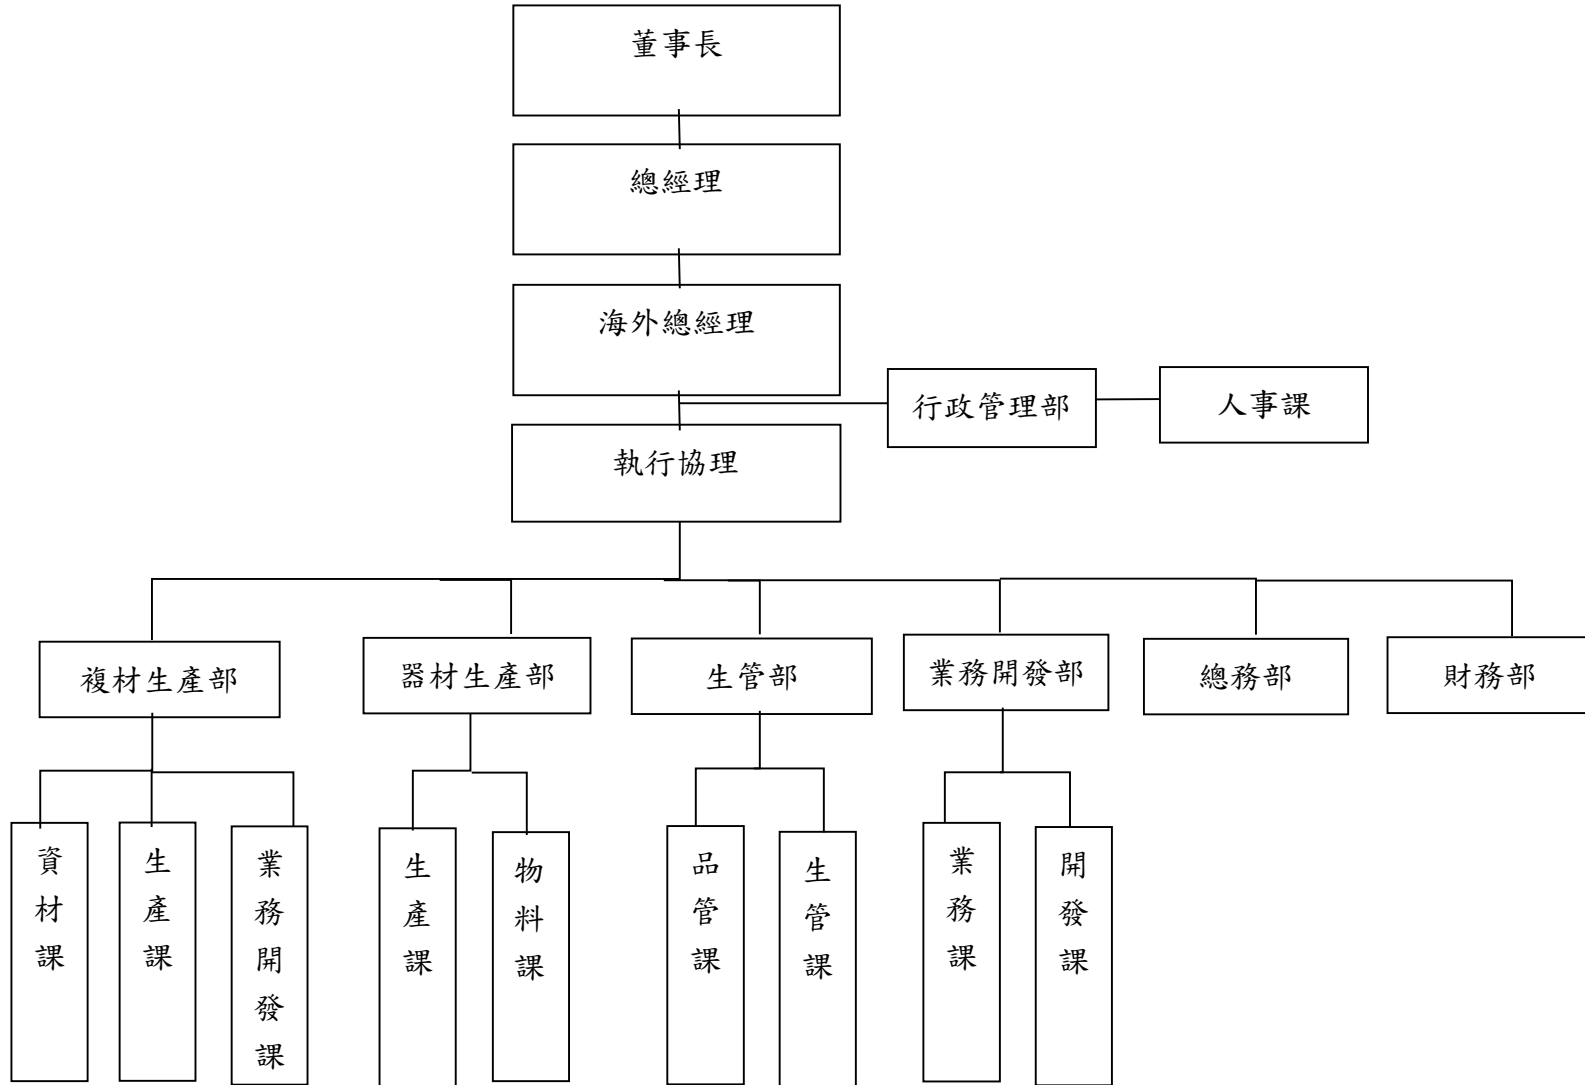 董事長
總經理
海外總經理
行政管理部
人事課
執行協理
複材生產部
器材生產部
生管部
業務開發部
總務部
財務部
資材課
生產課
業務開發課
生產課
物料課
品管課
生管課
業務課
開發課